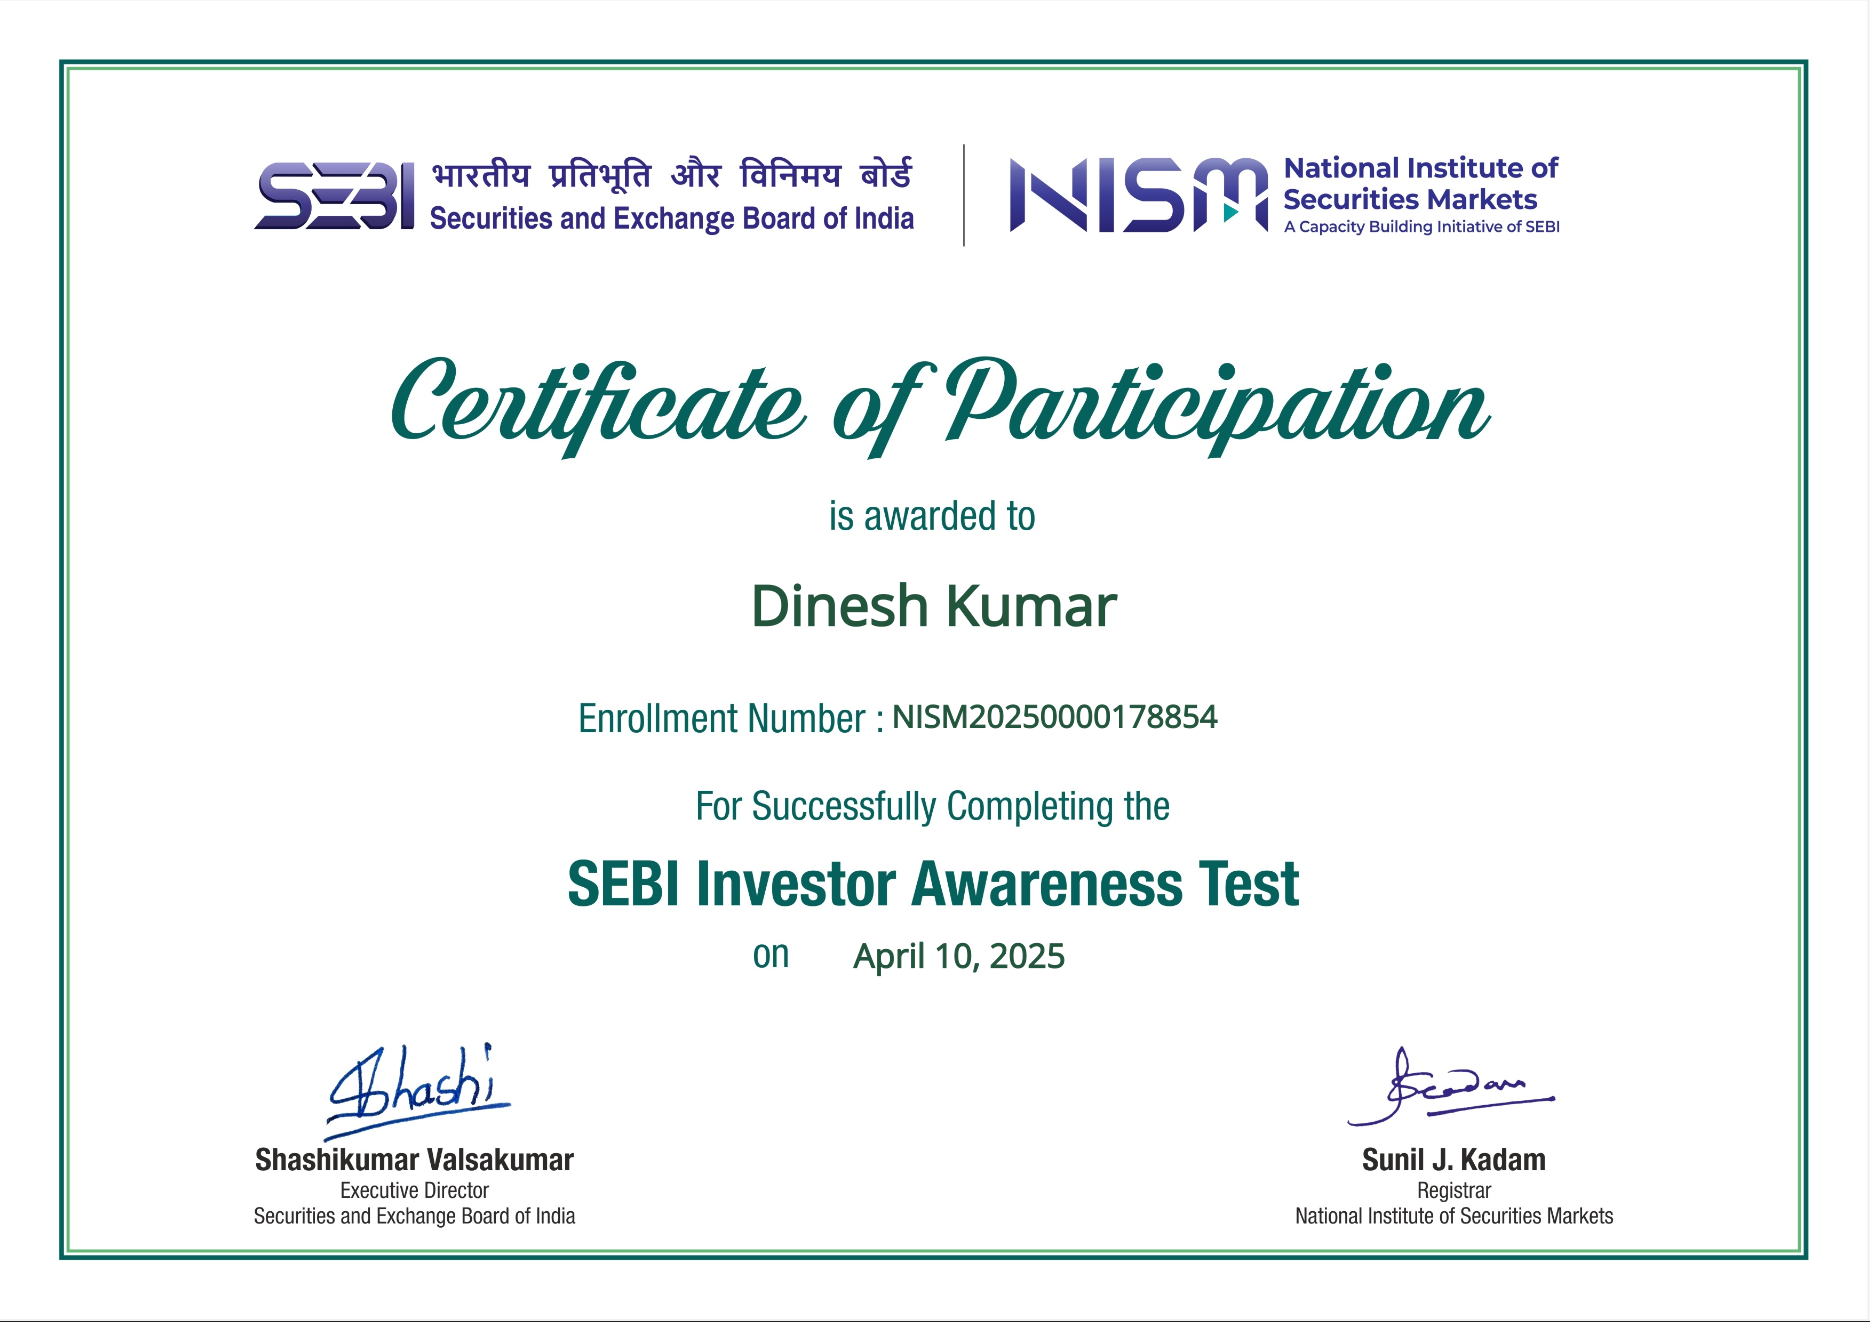 SEBI भारतीय प्रतिभूति और विनिमय बोर्ड
Securities and Exchange Board of India
NISM National Institute of
Securities Markets
A Capacity Building Initiative of SEBI
Certificate of Participation
is awarded to
Dinesh Kumar
Enrollment Number : NISM20250000178854
For Successfully Completing the
SEBI Investor Awareness Test
on April 10, 2025
Shashi
Skadam
Shashikumar Valsakumar
Executive Director
Securities and Exchange Board of India
Sunil J. Kadam
Registrar
National Institute of Securities Markets